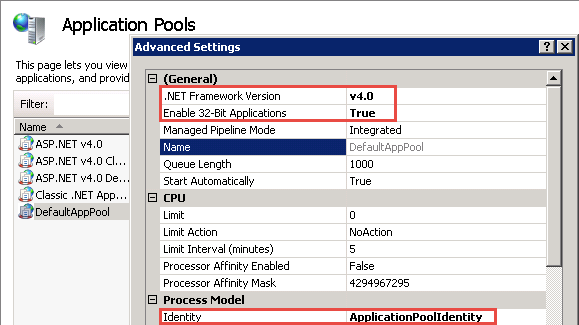 Application Pools
This page lets you view
applications, and provid
Filter:
Name
ASP.NET v4.0
ASP.NET v4.0 Cl...
ASP.NET v4.0 De...
Classic .NET App...
DefaultAppPool
Advanced Settings
(General)
.NET Framework Version v4.0
Enable 32-Bit Applications True
Managed Pipeline Mode Integrated
Name DefaultAppPool
Queue Length 1000
Start Automatically True
CPU
Limit 0
Limit Action NoAction
Limit Interval (minutes) 5
Processor Affinity Enabled False
Processor Affinity Mask 4294967295
Process Model
Identity ApplicationPoolIdentity